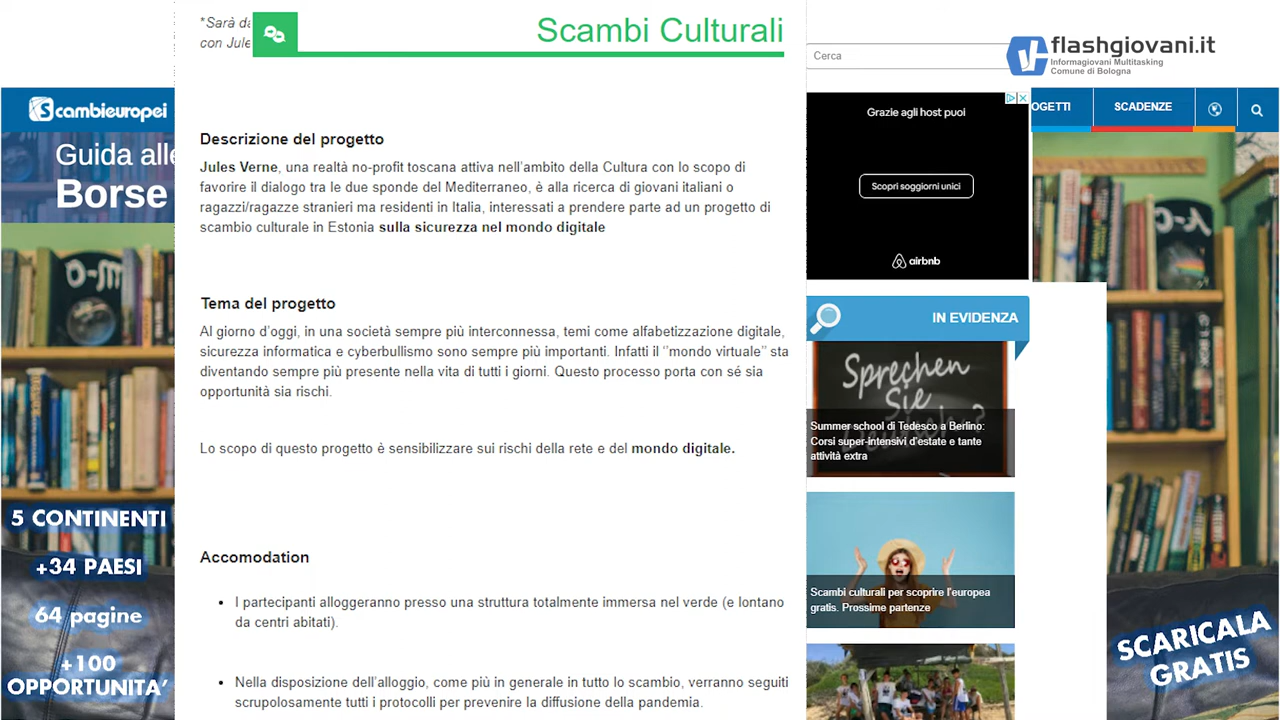 *Sarà da
con Jule
Scambi Culturali
Cerca
flashgiovani.it
Informagiovani Multitasking
Comune di Bologna
Scambieuropei
Guida alle
Borse
OGETTI
SCADENZE
Grazie agli host puoi
Scopri soggiorni unici
airbnb
Descrizione del progetto
Jules Verne, una realtà no-profit toscana attiva nell'ambito della Cultura con lo scopo di
favorire il dialogo tra le due sponde del Mediterraneo, è alla ricerca di giovani italiani o
ragazzi/ragazze stranieri ma residenti in Italia, interessati a prendere parte ad un progetto di
scambio culturale in Estonia sulla sicurezza nel mondo digitale
Tema del progetto
Al giorno d'oggi, in una società sempre più interconnessa, temi come alfabetizzazione digitale,
sicurezza informatica e cyberbullismo sono sempre più importanti. Infatti il ''mondo virtuale'' sta
diventando sempre più presente nella vita di tutti i giorni. Questo processo porta con sé sia
opportunità sia rischi.
Lo scopo di questo progetto è sensibilizzare sui rischi della rete e del mondo digitale.
Accomodation
• I partecipanti alloggeranno presso una struttura totalmente immersa nel verde (e lontano
da centri abitati).
• Nella disposizione dell'alloggio, come più in generale in tutto lo scambio, verranno seguiti
scrupolosamente tutti i protocolli per prevenire la diffusione della pandemia.
IN EVIDENZA
Sprechen
Sie
Summer school di Tedesco a Berlino:
Corsi super-intensivi d'estate e tante
attività extra
Scambi culturali per scoprire l'europea
gratis. Prossime partenze
5 CONTINENTI
+34 PAESI
64 pagine
+100
OPPORTUNITA'
SCARICALA
GRATIS